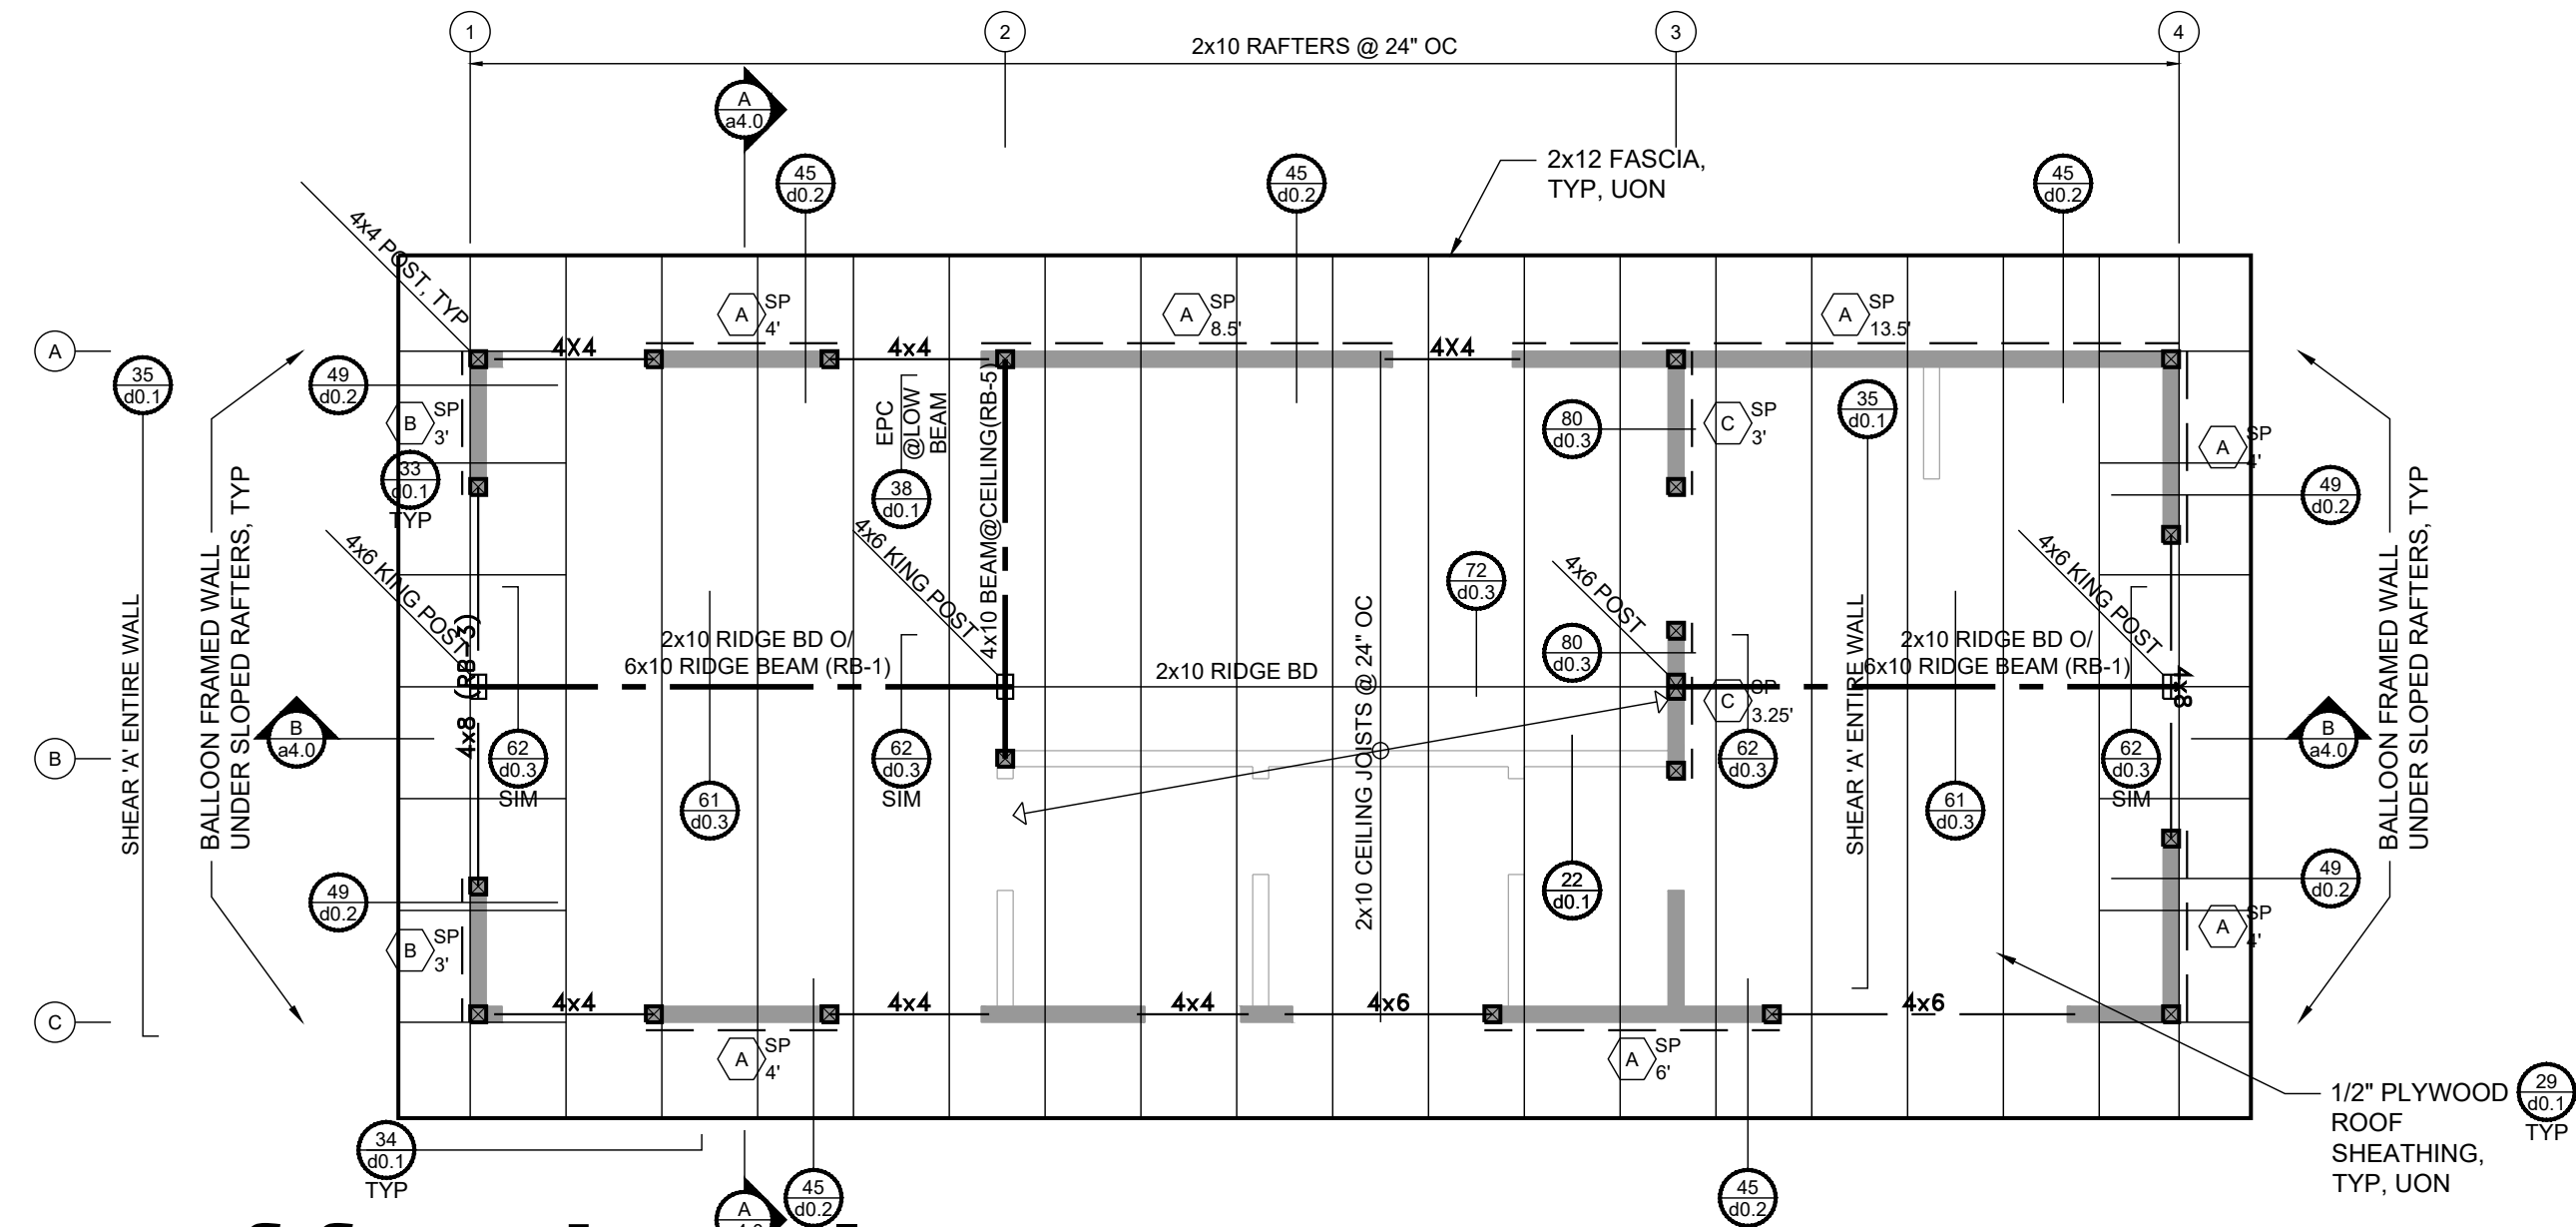 1
2
3
4
2x10 RAFTERS @ 24" OC
A
a4.0
45
d0.2
45
d0.2
45
d0.2
2x12 FASCIA,
TYP, UON
4x4 POST, TYP
A
SP
4'
A
SP
8.5'
A
SP
13.5'
A
4X4
4x4
4X4
35
d0.1
49
d0.2
B
SP
3'
EPC
@LOW
BEAM
4x10 BEAM@CEILING(RB-5)
80
d0.3
C
SP
3'
35
d0.1
A
SP
4'
33
d0.1
TYP
38
d0.1
49
d0.2
BALLOON FRAMED WALL
UNDER SLOPED RAFTERS, TYP
BALLOON FRAMED WALL
UNDER SLOPED RAFTERS, TYP
4x6 KING POST
4x6 KING POST
72
d0.3
4x6 POST
4x6 KING POST
SHEAR 'A' ENTIRE WALL
4x8 (RB-3)
2x10 RIDGE BD O/
6x10 RIDGE BEAM (RB-1)
2x10 RIDGE BD
2x10 CEILING JOISTS @ 24" OC
80
d0.3
C
SP
3.25'
SHEAR 'A' ENTIRE WALL
2x10 RIDGE BD O/
6x10 RIDGE BEAM (RB-1)
4x8
B
B
a4.0
62
d0.3
SIM
61
d0.3
62
d0.3
SIM
62
d0.3
61
d0.3
62
d0.3
SIM
B
a4.0
49
d0.2
22
d0.1
49
d0.2
B
SP
3'
A
SP
4'
C
4x4
4x4
4x4
4x6
4x6
A
SP
4'
A
SP
6'
1/2" PLYWOOD
ROOF
SHEATHING,
TYP, UON
29
d0.1
TYP
34
d0.1
TYP
A
45
d0.2
45
d0.2